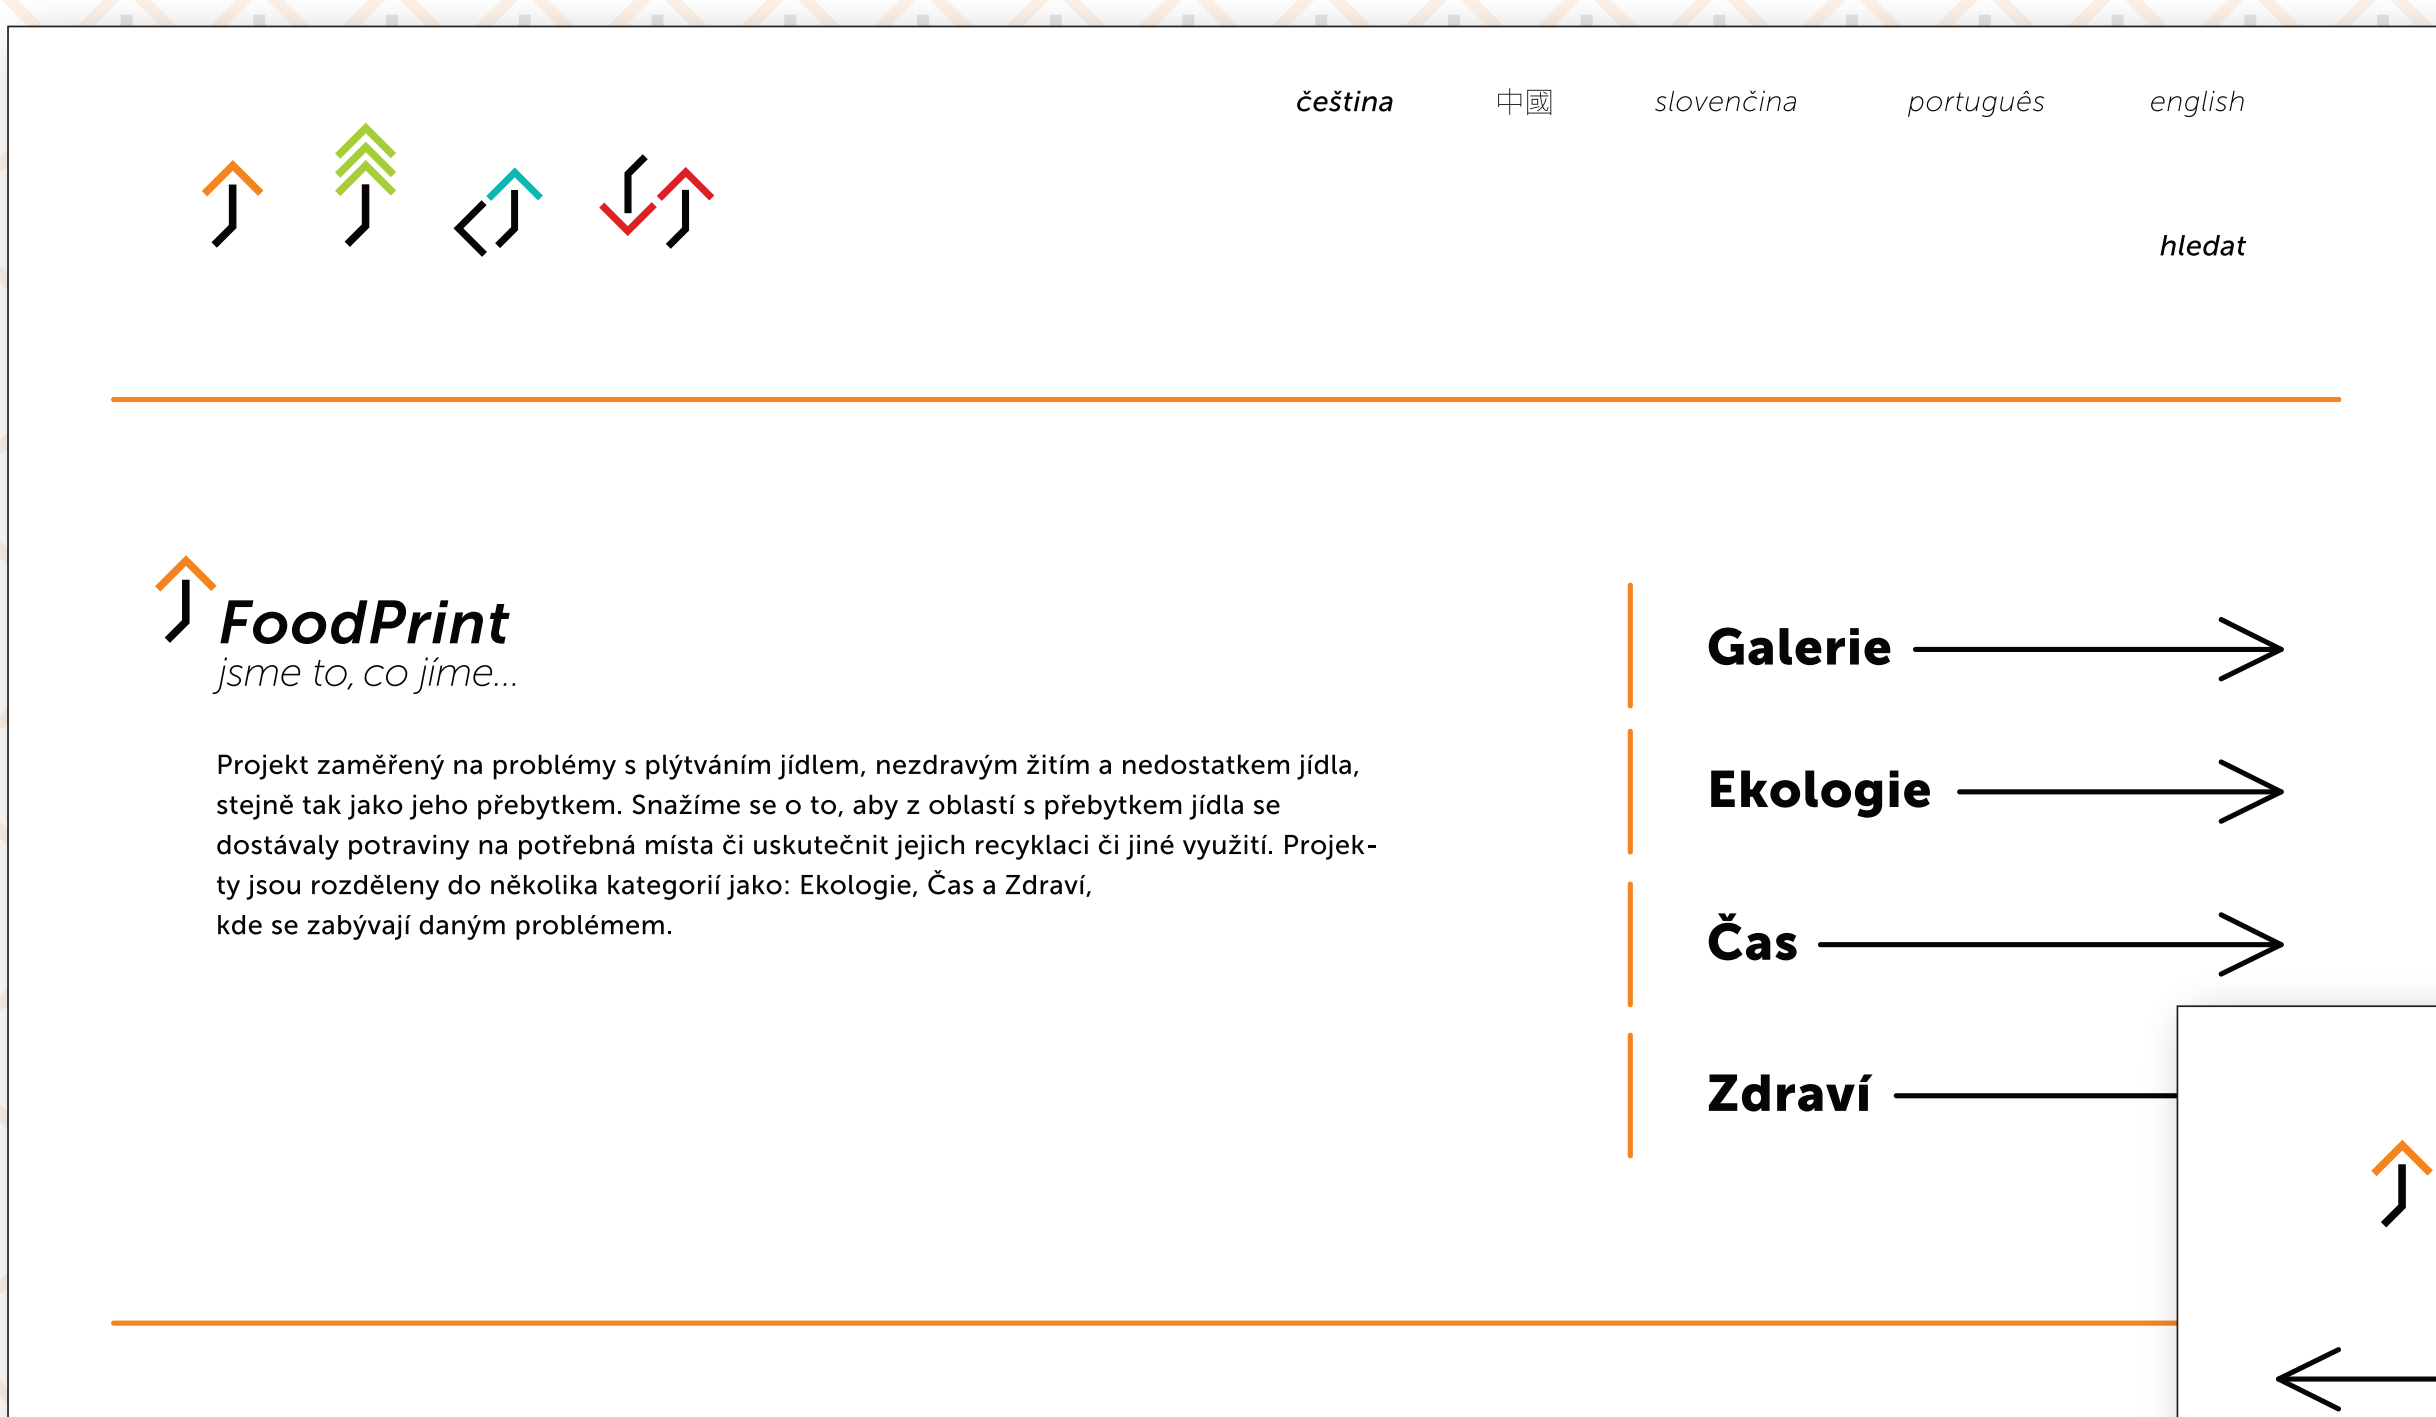 čeština 中國 slovenčina português english
hledat
FoodPrint
jsme to, co jíme...
Projekt zaměřený na problémy s plýtváním jídlem, nezdravým žitím a nedostatkem jídla,
stejně tak jako jeho přebytkem. Snažíme se o to, aby z oblastí s přebytkem jídla se
dostávaly potraviny na potřebná místa či uskutečnit jejich recyklaci či jiné využití. Projek-
ty jsou rozděleny do několika kategorií jako: Ekologie, Čas a Zdraví,
kde se zabývají daným problémem.
Galerie
Ekologie
Čas
Zdraví